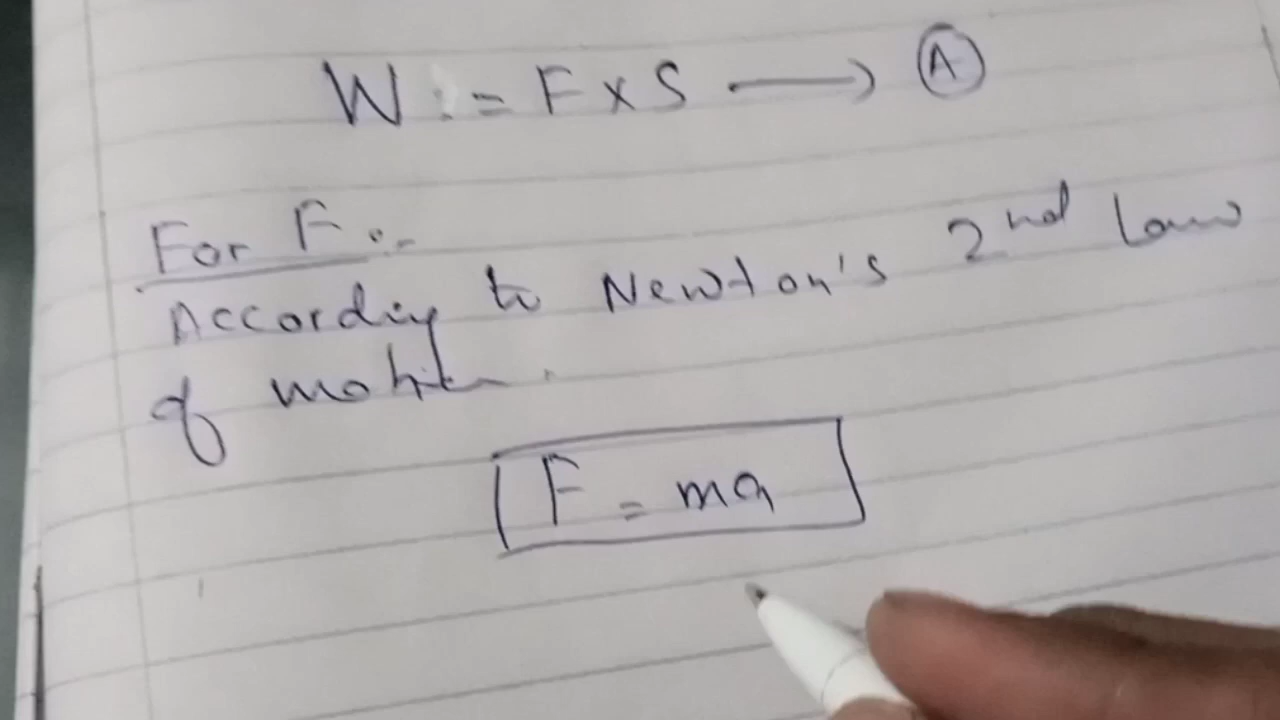 W := F x S → A
For F :-
According to Newton's 2nd law
of motion.
F = ma